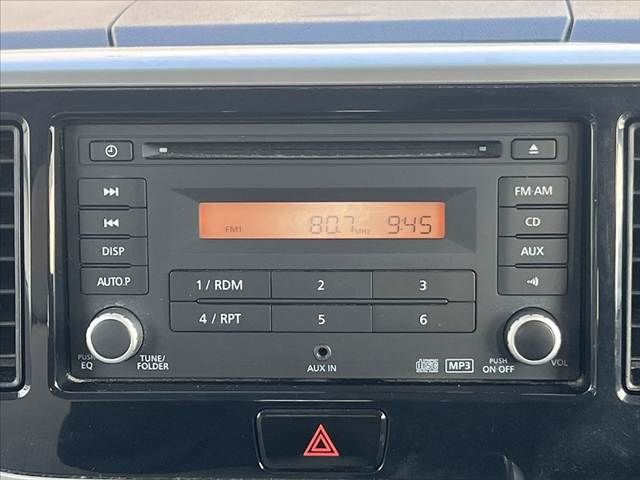 FM·AM
FM1 80.7 MHz 9:45
CD
DISP
AUX
AUTO.P
1 / RDM 2 3
4 / RPT 5 6
PUSH
EQ
TUNE/
FOLDER
AUX IN
MP3
PUSH
ON·OFF
VOL